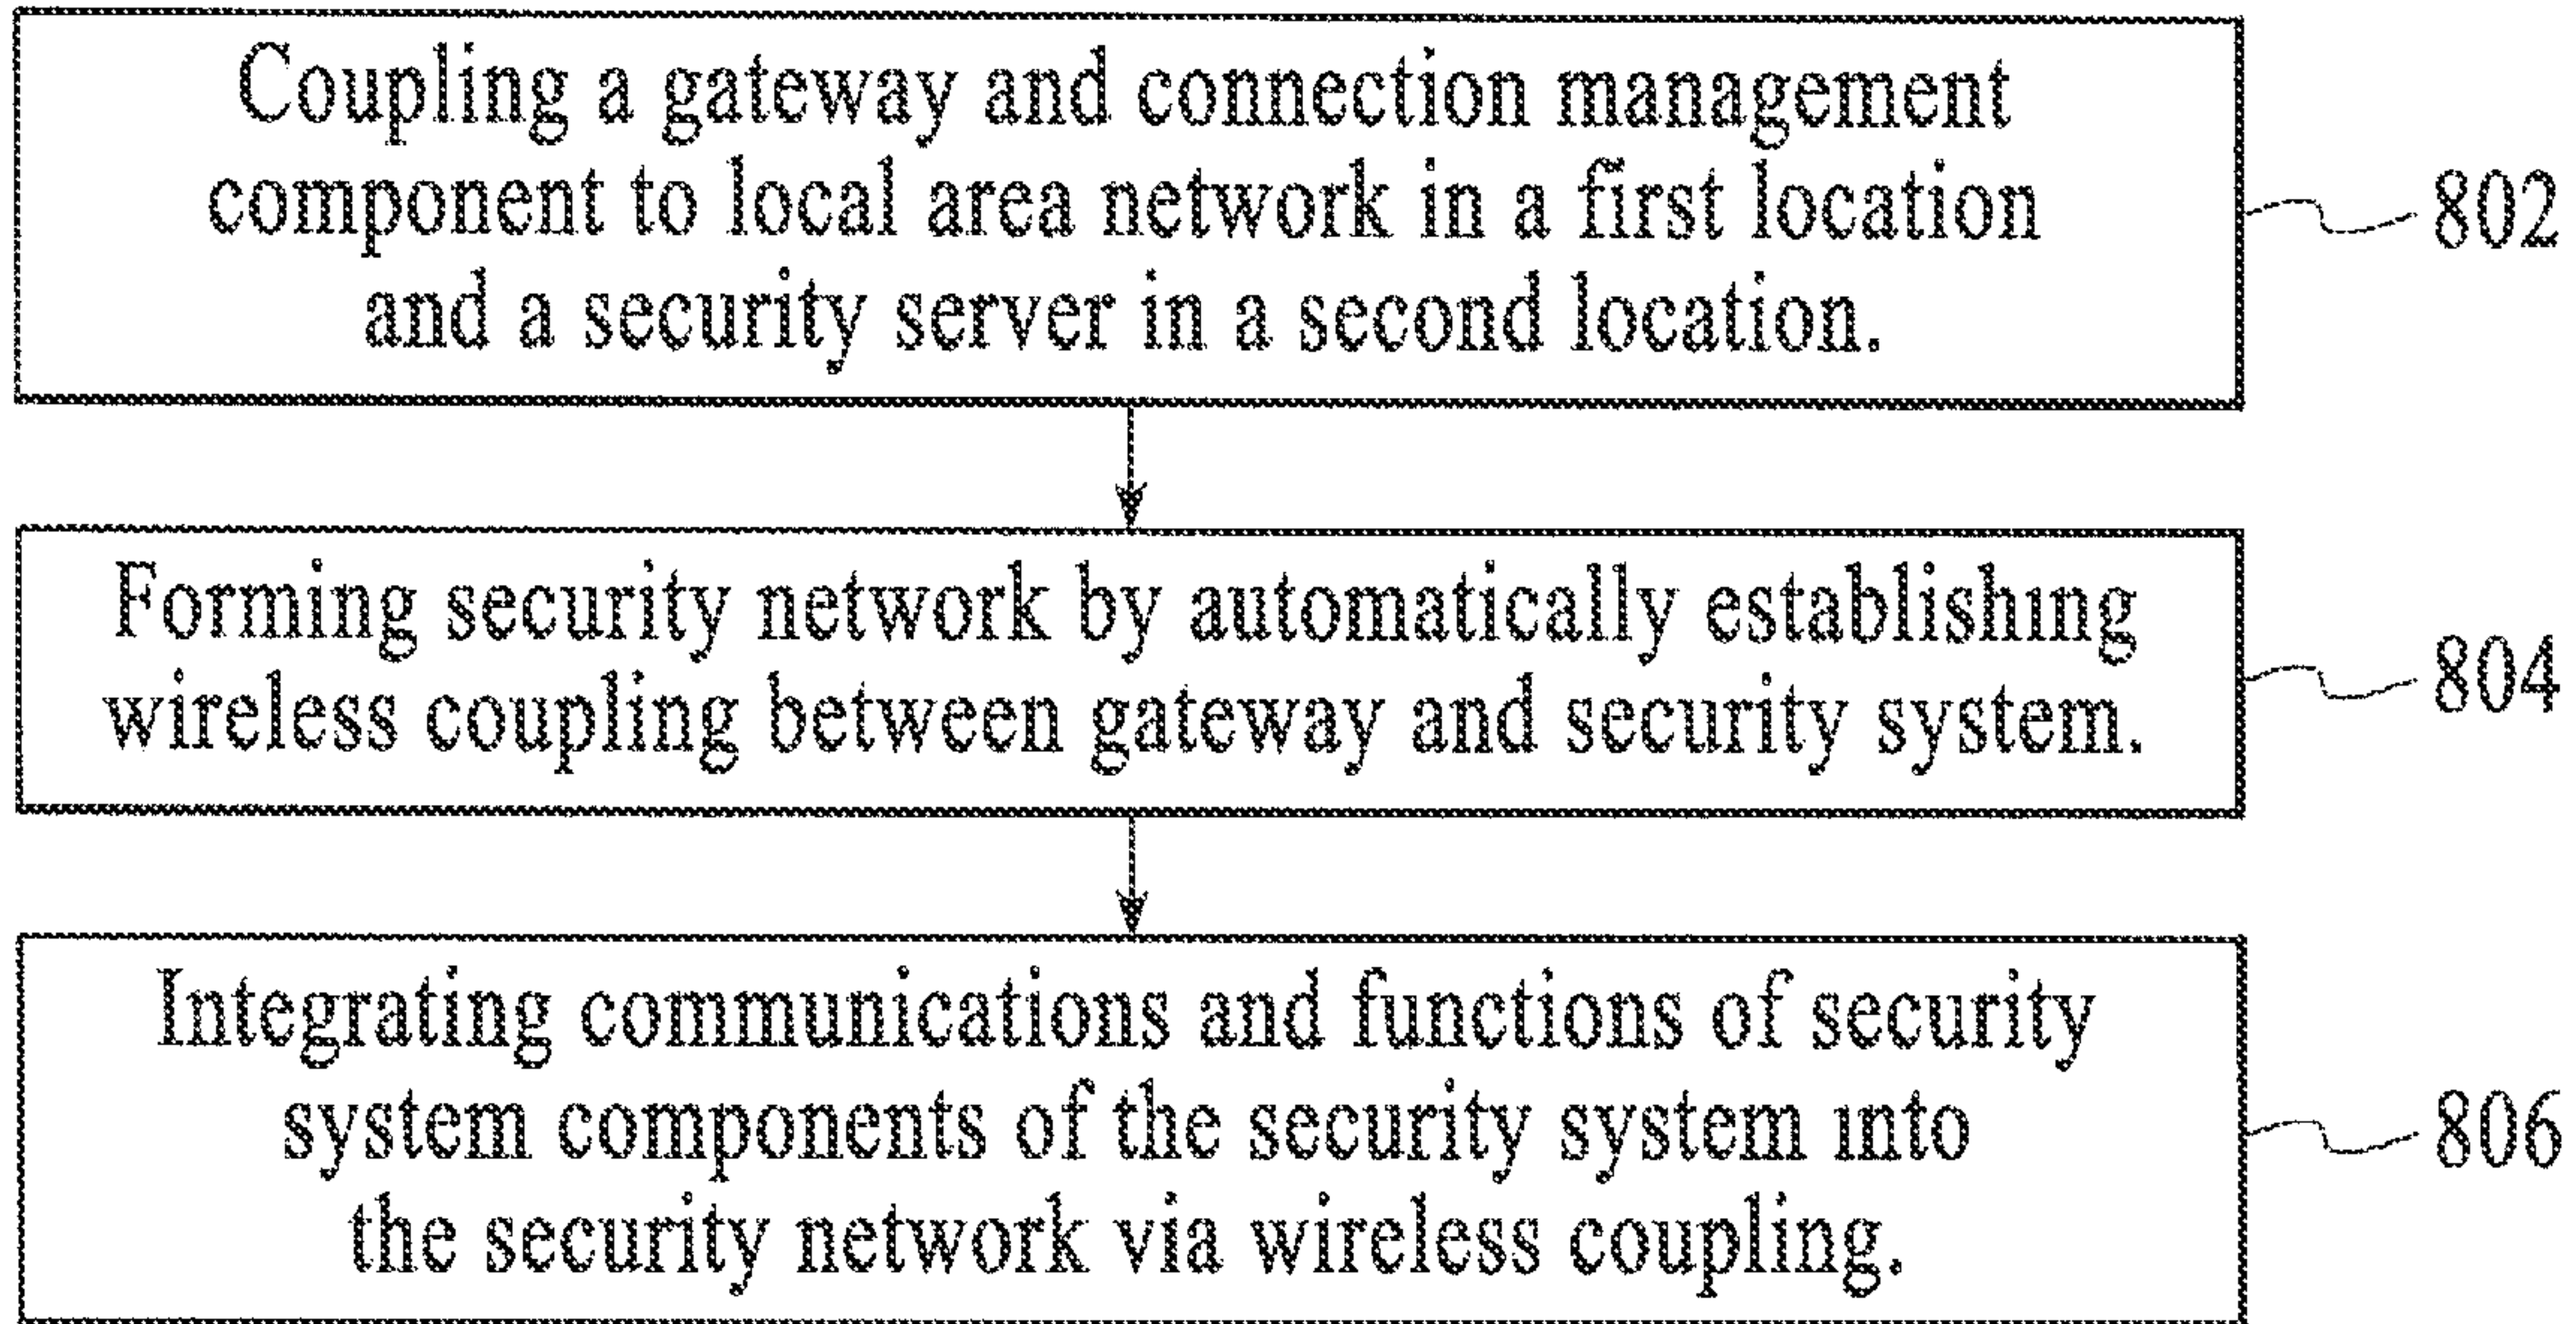 Coupling a gateway and connection management
component to local area network in a first location
and a security server in a second location.
802
Forming security network by automatically establishing
wireless coupling between gateway and security system.
804
Integrating communications and functions of security
system components of the security system into
the security network via wireless coupling.
806